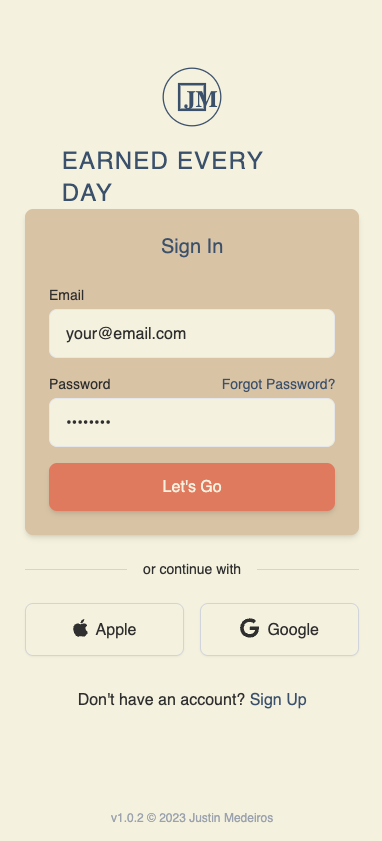 JM
EARNED EVERY
DAY
Sign In
Email
your@email.com
Password Forgot Password?
••••••••
Let's Go
or continue with
Apple Google
Don't have an account? Sign Up
v1.0.2 © 2023 Justin Medeiros